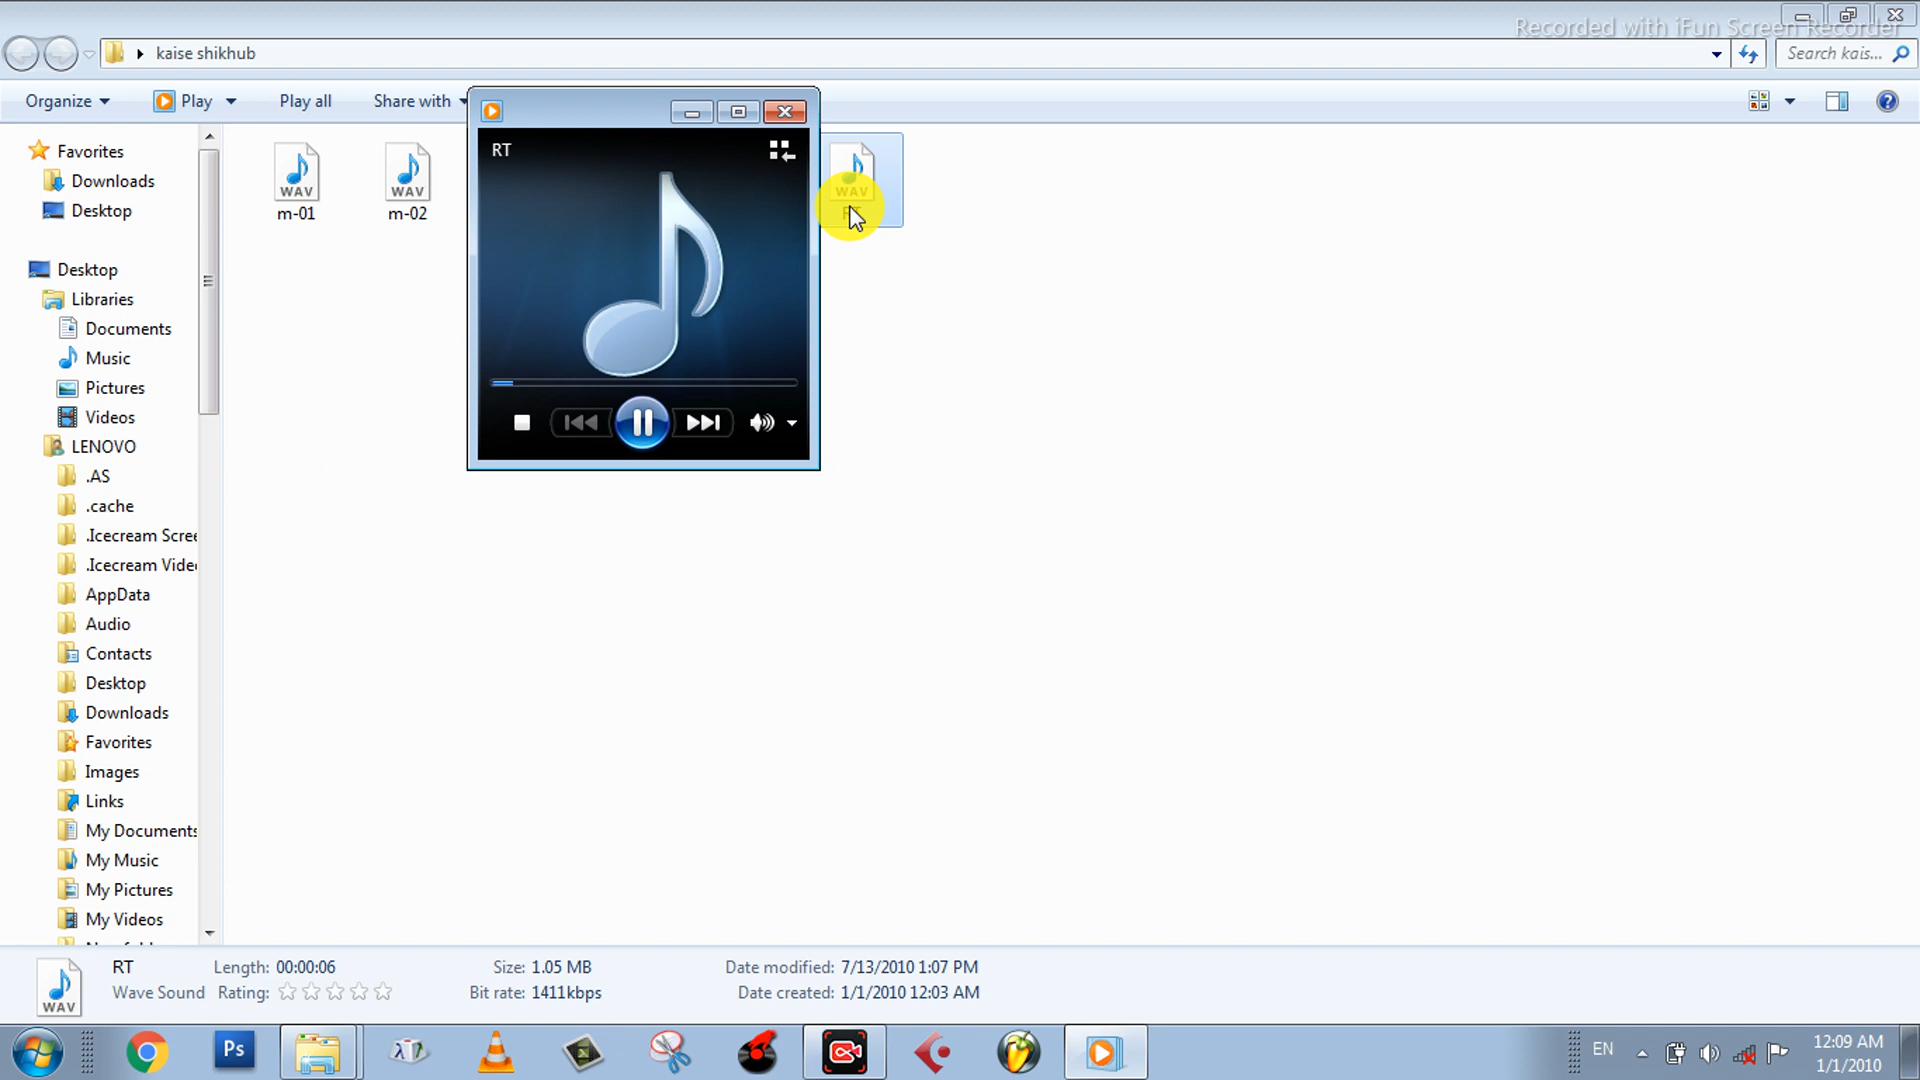 Recorded with iFun Screen Recorder
kaise shikhub
Search kais...
Organize
Play
Play all
Share with
Favorites
Downloads
Desktop
Desktop
Libraries
Documents
Music
Pictures
Videos
LENOVO
.AS
.cache
.Icecream Scree
.Icecream Vide
AppData
Audio
Contacts
Desktop
Downloads
Favorites
Images
Links
My Documents
My Music
My Pictures
My Videos
WAV
m-01
WAV
m-02
RT
WAV
RT
WAV
RT
Length: 00:00:06
Size: 1.05 MB
Date modified: 7/13/2010 1:07 PM
Wave Sound
Rating:
Bit rate: 1411kbps
Date created: 1/1/2010 12:03 AM
Ps
EN
12:09 AM
1/1/2010